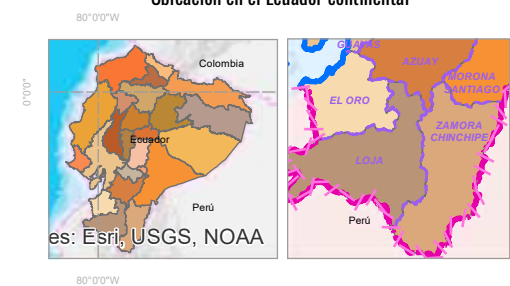 Ubicación en el Ecuador continental
80°0'0"W
0°0'0"
Colombia
Ecuador
Perú
es: Esri, USGS, NOAA
80°0'0"W
GUAYAS
AZUAY
MORONA
SANTIAGO
EL ORO
ZAMORA
CHINCHIPE
LOJA
Perú